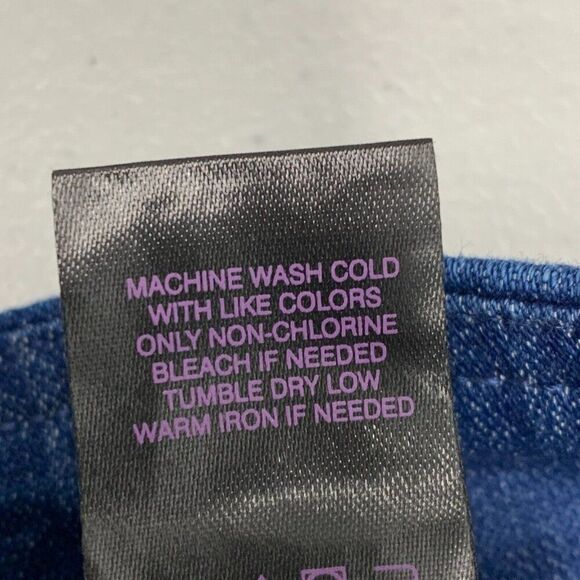 MACHINE WASH COLD
WITH LIKE COLORS
ONLY NON-CHLORINE
BLEACH IF NEEDED
TUMBLE DRY LOW
WARM IRON IF NEEDED